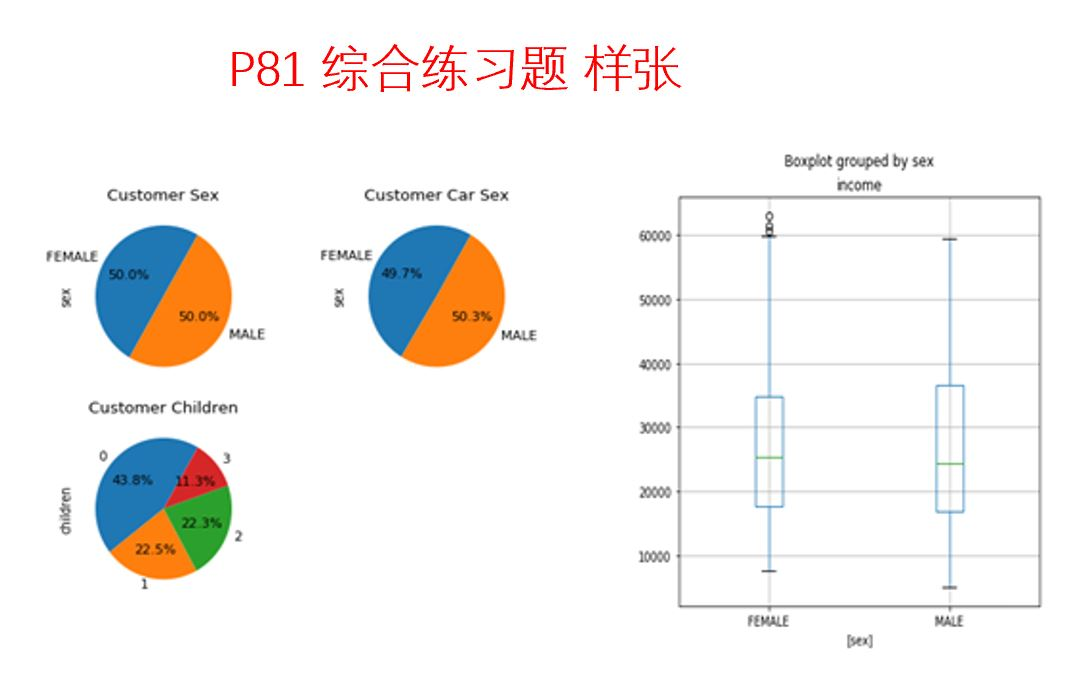 P81 综合练习题 样张
Customer Sex
FEMALE
50.0%
sex
50.0%
MALE
Customer Car Sex
FEMALE
49.7%
sex
50.3%
MALE
Customer Children
0
3
43.8%
11.3%
children
22.3%
2
22.5%
1
Boxplot grouped by sex
income
60000
50000
40000
30000
20000
10000
FEMALE
MALE
[sex]